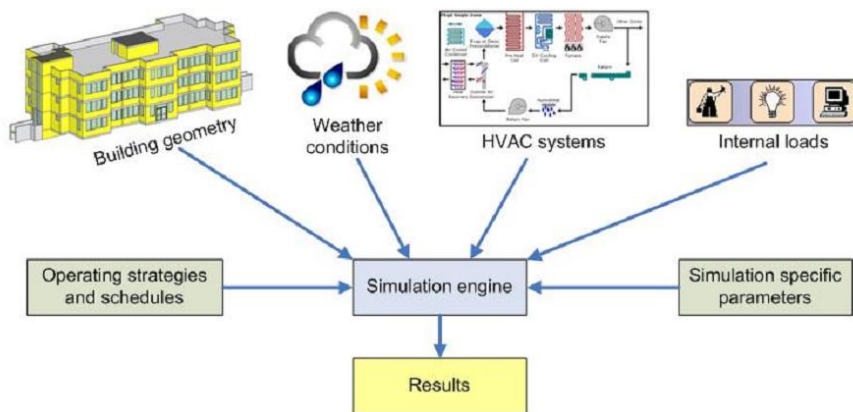 Building geometry
Weather
conditions
HVAC systems
Internal loads
Operating strategies
and schedules
Simulation engine
Simulation specific
parameters
Results